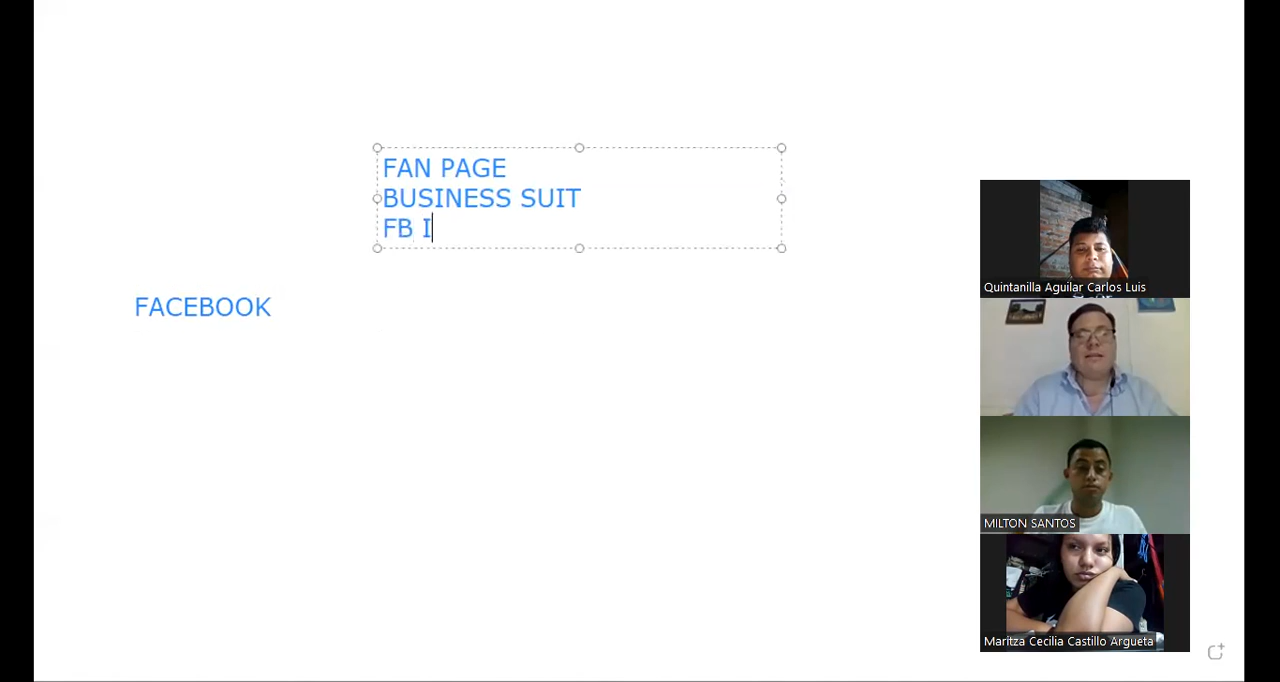 FAN PAGE
BUSINESS SUIT
FB I
FACEBOOK
Quintanilla Aguilar Carlos Luis
MILTON SANTOS
Maritza Cecilia Castillo Argueta